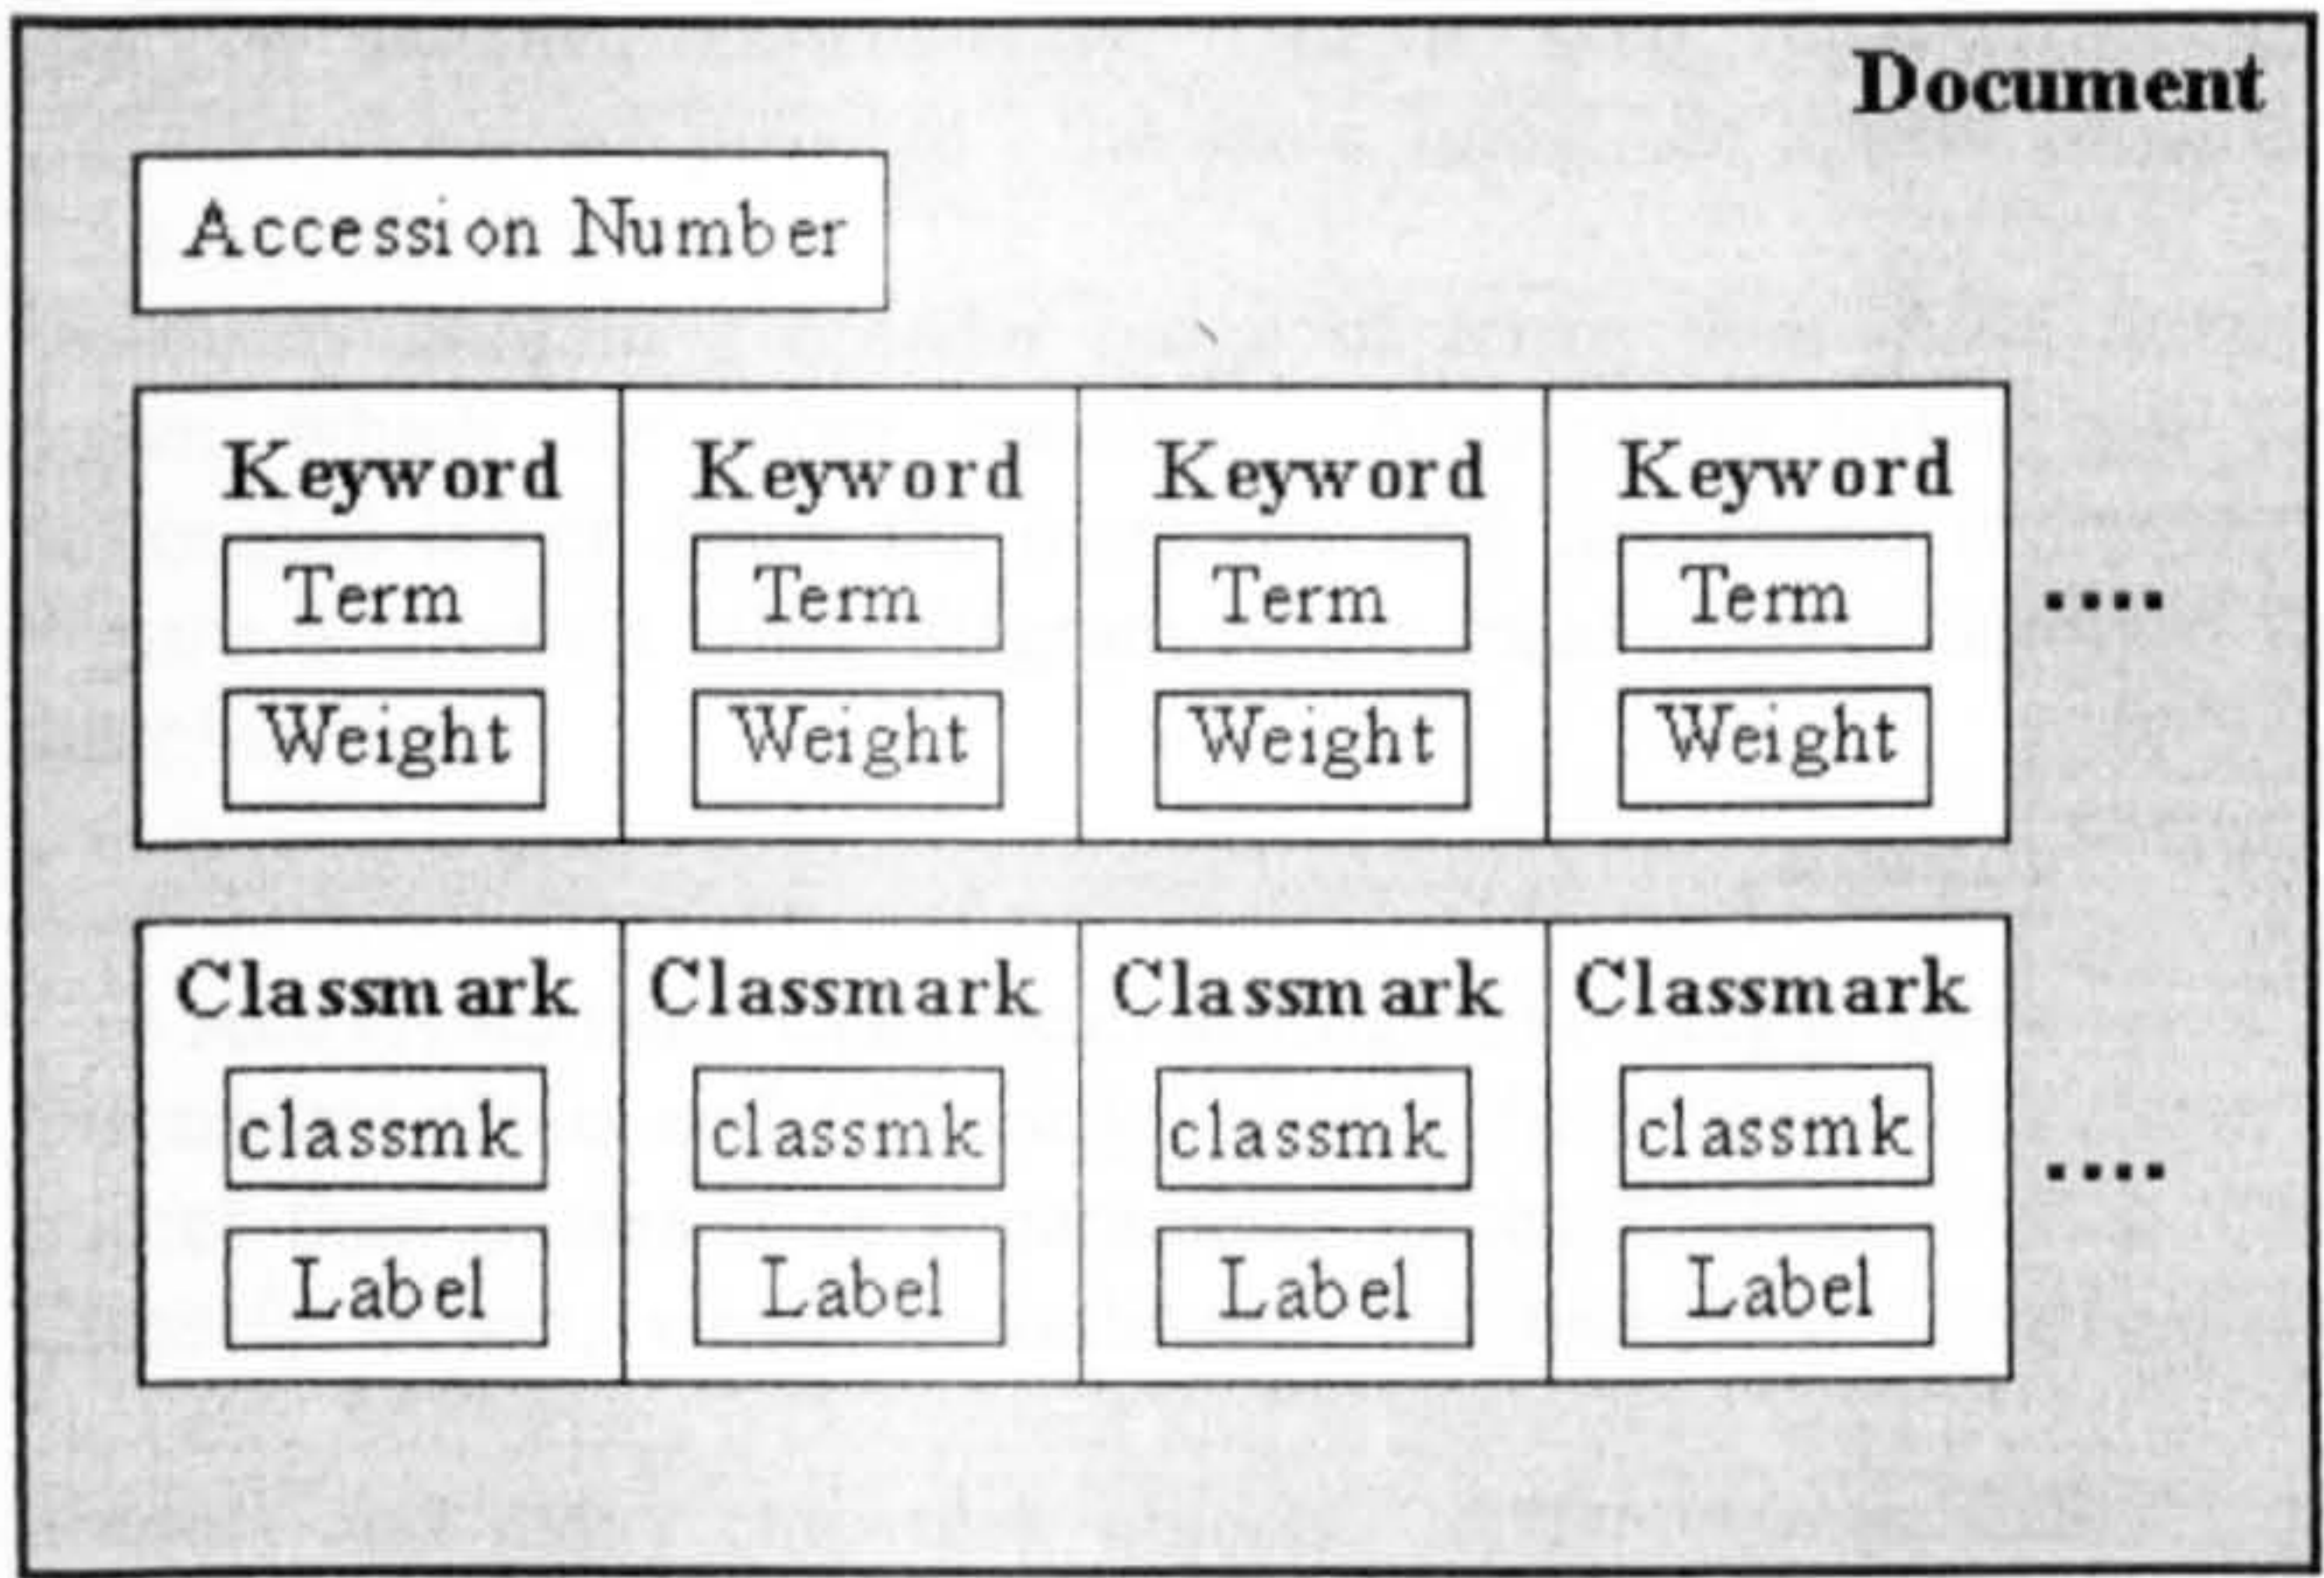 Document
Accession Number
Keyword Keyword Keyword Keyword
Term Term Term Term
....
Weight Weight Weight Weight
Classmark Classmark Classmark Classmark
classmk classmk classmk classmk
....
Label Label Label Label